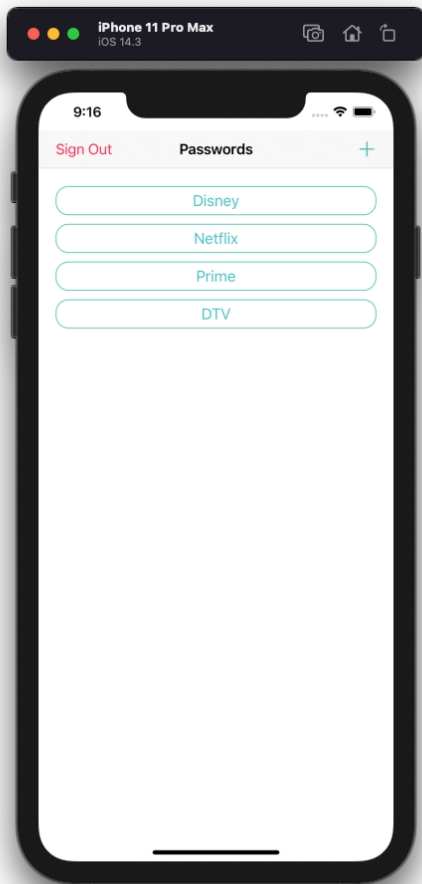 iPhone 11 Pro Max
iOS 14.3
9:16
Sign Out Passwords +
Disney
Netflix
Prime
DTV